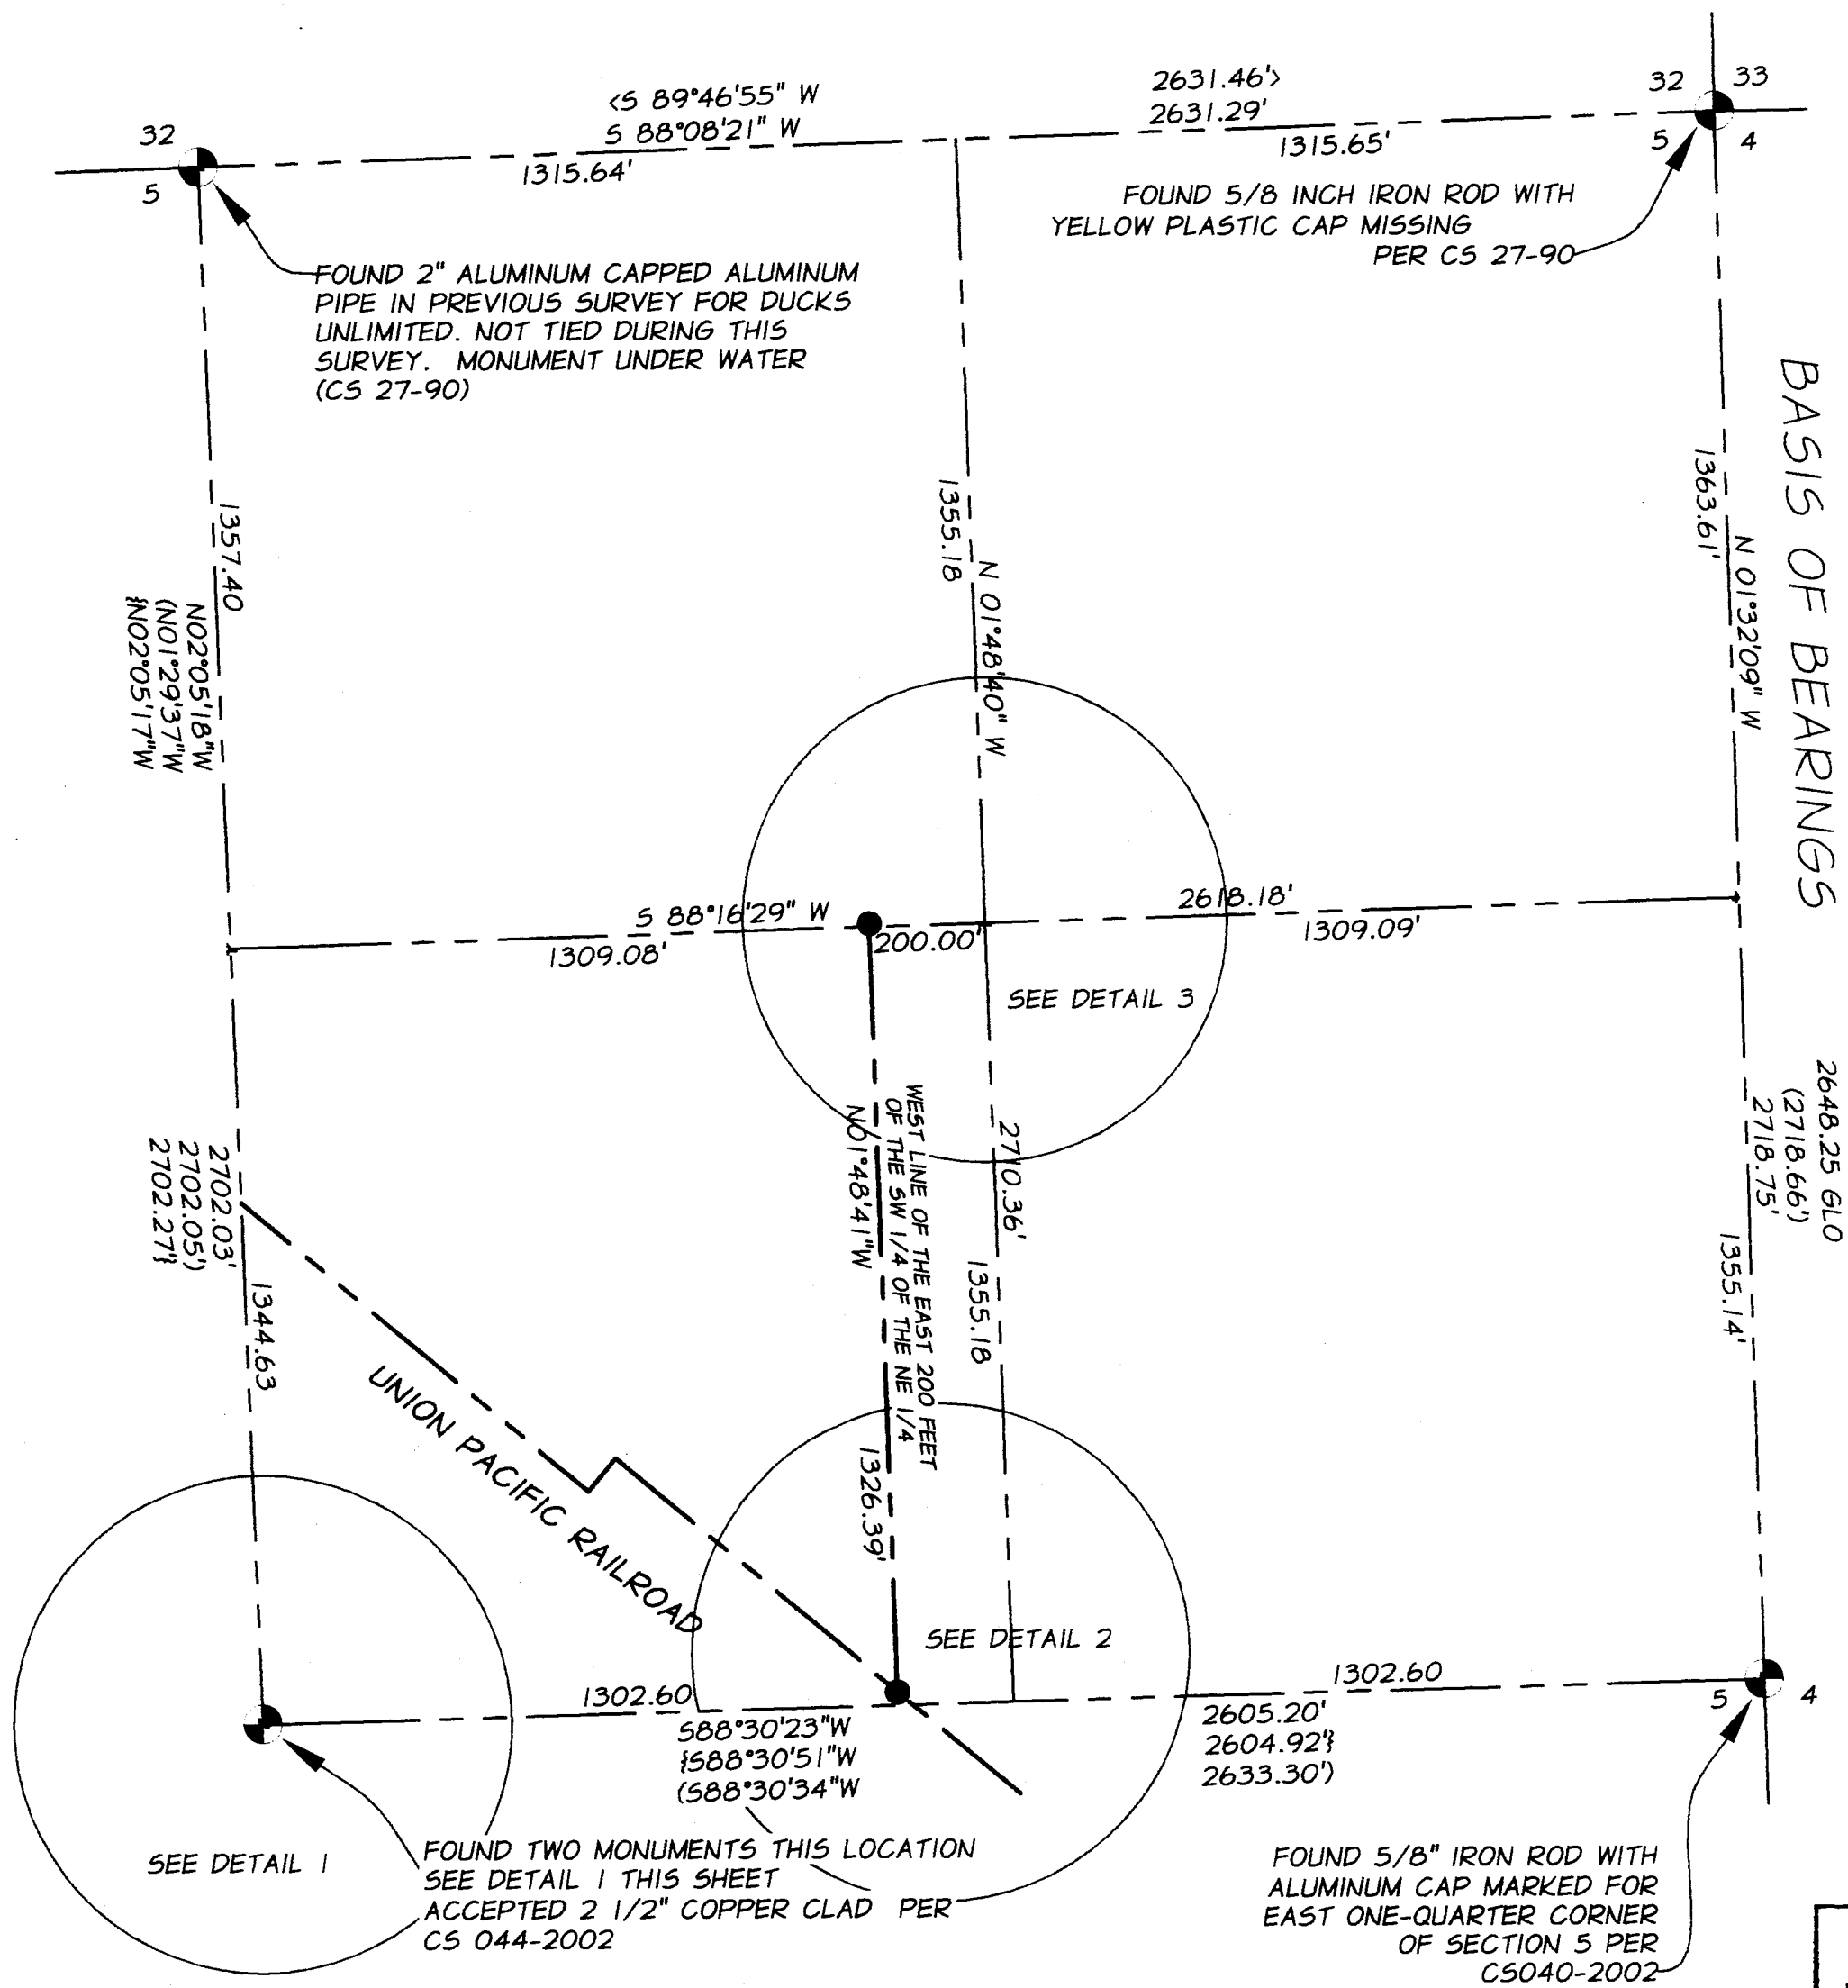 <S 89°46'55" W
2631.46'>
S 88°08'21" W
2631.29'
32
5
1315.64'
1315.65'
32
33
5
4
FOUND 5/8 INCH IRON ROD WITH
YELLOW PLASTIC CAP MISSING
PER CS 27-90
FOUND 2" ALUMINUM CAPPED ALUMINUM
PIPE IN PREVIOUS SURVEY FOR DUCKS
UNLIMITED. NOT TIED DURING THIS
SURVEY. MONUMENT UNDER WATER
(CS 27-90)
BASIS OF BEARINGS
1357.40
N02°05'18"W
(N01°29'37"W
{N02°05'17"W
1355.18
N 01°48'40" W
1363.61'
N 01°32'09" W
S 88°16'29" W
2618.18'
1309.08'
200.00'
1309.09'
SEE DETAIL 3
2648.25 GLO
(2718.66')
2718.75'
1355.14'
2702.03'
2702.05')
2702.27'}
1344.63
WEST LINE OF THE EAST 200 FEET
OF THE SW 1/4 OF THE NE 1/4
N01°48'41"W
1326.39'
2710.36'
1355.18
UNION PACIFIC RAILROAD
SEE DETAIL 2
1302.60
1302.60
5
4
S88°30'23"W
{S88°30'51"W
(S88°30'34"W
2605.20'
2604.92'}
2633.30')
SEE DETAIL 1
FOUND TWO MONUMENTS THIS LOCATION
SEE DETAIL 1 THIS SHEET
ACCEPTED 2 1/2" COPPER CLAD PER
CS 044-2002
FOUND 5/8" IRON ROD WITH
ALUMINUM CAP MARKED FOR
EAST ONE-QUARTER CORNER
OF SECTION 5 PER
CS040-2002